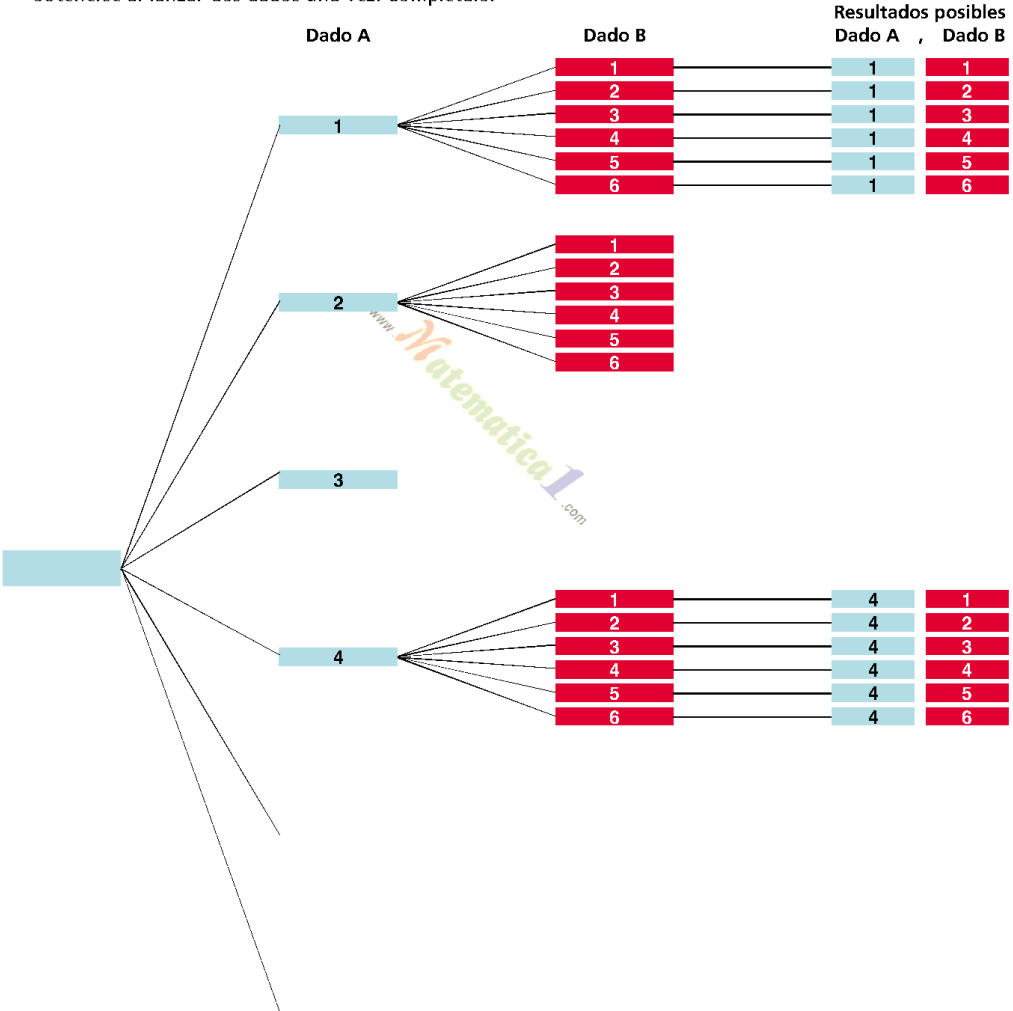 Resultados posibles
Dado A Dado B Dado A , Dado B
1 1 1
2 1 2
1 3 1 3
4 1 4
5 1 5
6 1 6
1
2
2 3
4
5
6
www.Matematica1.com
3
1 4 1
2 4 2
4 3 4 3
4 4 4
5 4 5
6 4 6